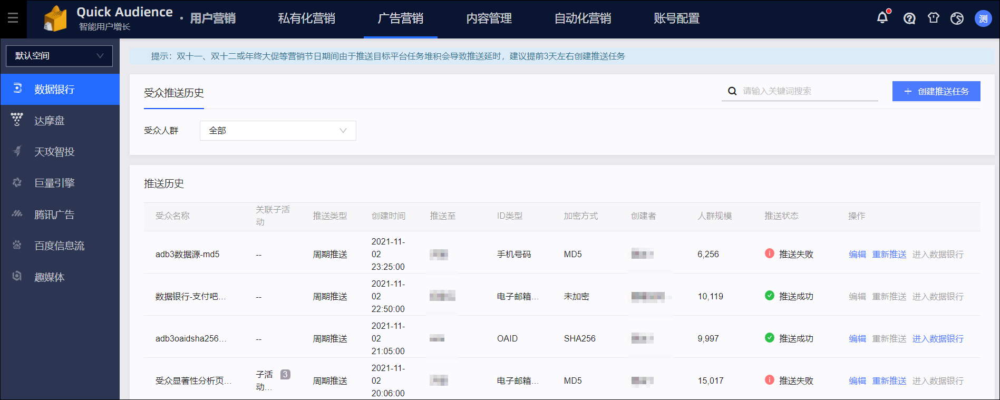 Quick Audience
智能用户增长
· 用户营销
私有化营销
广告营销
内容管理
自动化营销
账号配置
测
默认空间
数据银行
达摩盘
天攻智投
巨量引擎
腾讯广告
百度信息流
趣媒体
提示：双十一、双十二或年终大促等营销节日期间由于推送目标平台任务堆积会导致推送延时，建议提前3天左右创建推送任务
受众推送历史
请输入关键词搜索
+ 创建推送任务
受众人群
全部
推送历史
受众名称 关联子活动 推送类型 创建时间 推送至 ID类型 加密方式 创建者 人群规模 推送状态 操作
adb3数据源-md5 -- 周期推送 2021-11-02 23:25:00 手机号码 MD5 6,256 推送失败 编辑 重新推送 进入数据银行
数据银行-支付吧... -- 周期推送 2021-11-02 22:50:00 电子邮箱... 未加密 10,119 推送成功 编辑 重新推送 进入数据银行
adb3oaidsha256... -- 周期推送 2021-11-02 21:05:00 OAID SHA256 9,997 推送成功 编辑 重新推送 进入数据银行
受众显著性分析页... 子活动... 3 周期推送 2021-11-02 20:06:00 电子邮箱... MD5 15,017 推送失败 编辑 重新推送 进入数据银行